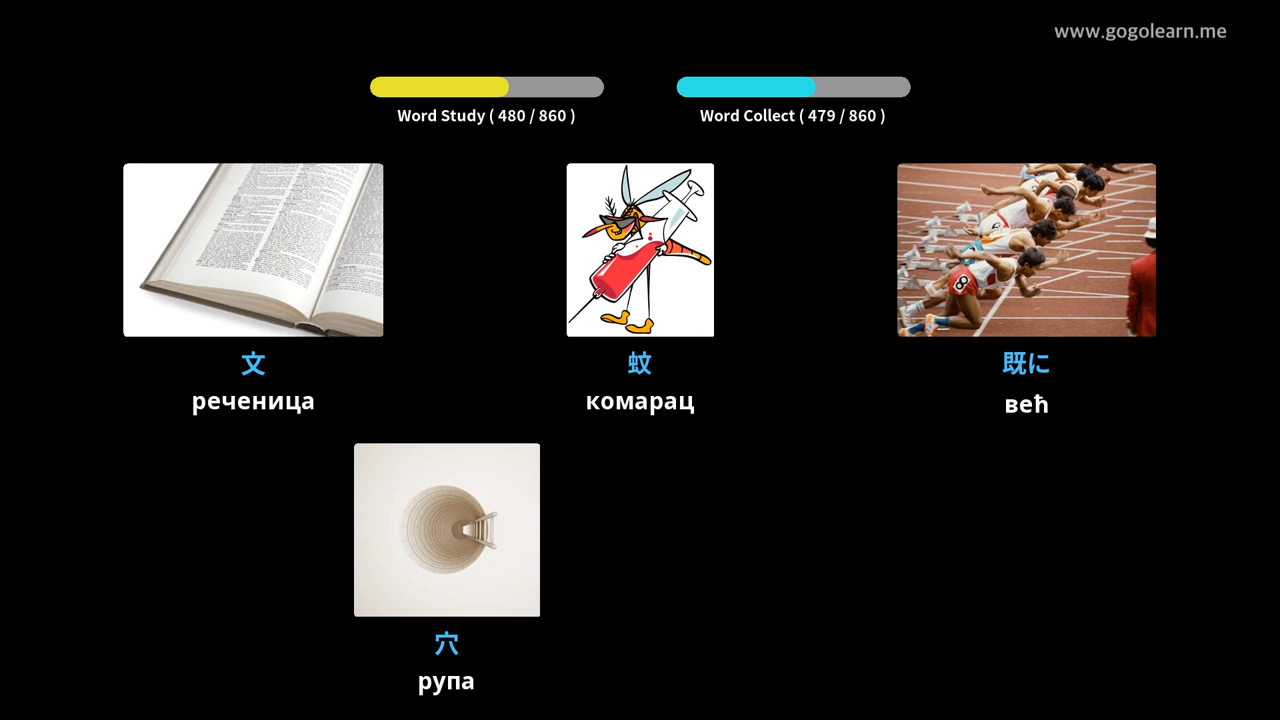 www.gogolearn.me
Word Study ( 480 / 860 )
Word Collect ( 479 / 860 )
文
реченица
蚊
комарац
既に
већ
穴
рупа